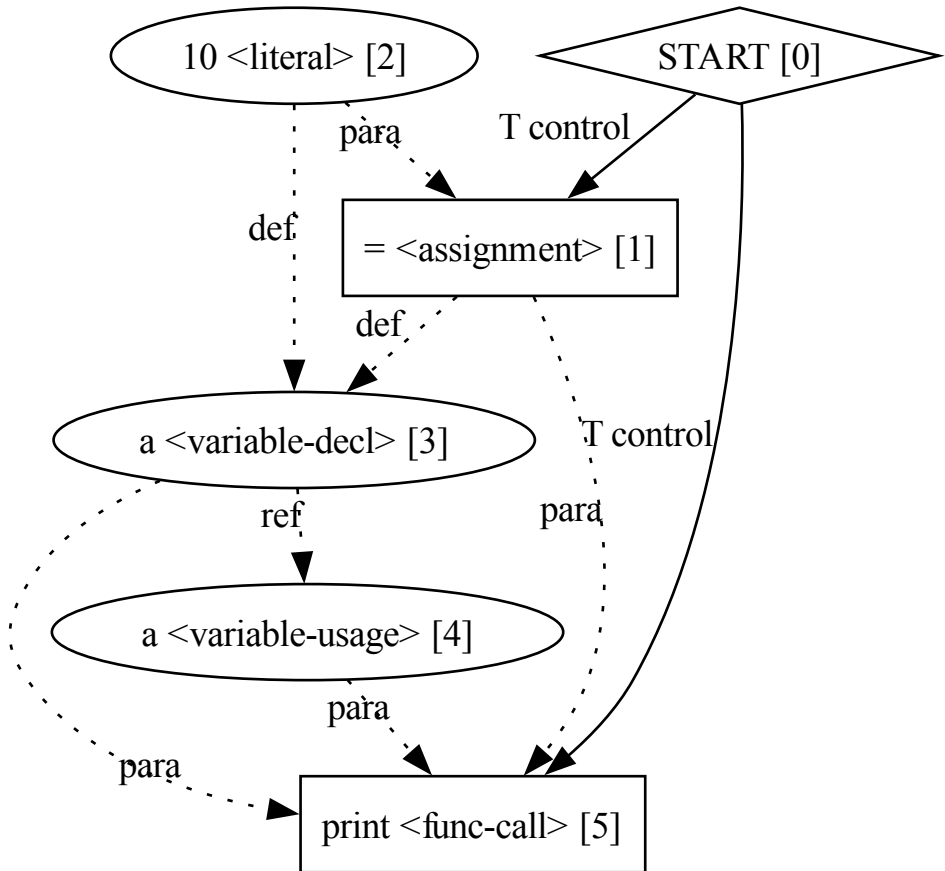 10 <literal> [2]
START [0]
para
T control
def
= <assignment> [1]
def
a <variable-decl> [3]
T control
para
ref
a <variable-usage> [4]
para
para
print <func-call> [5]